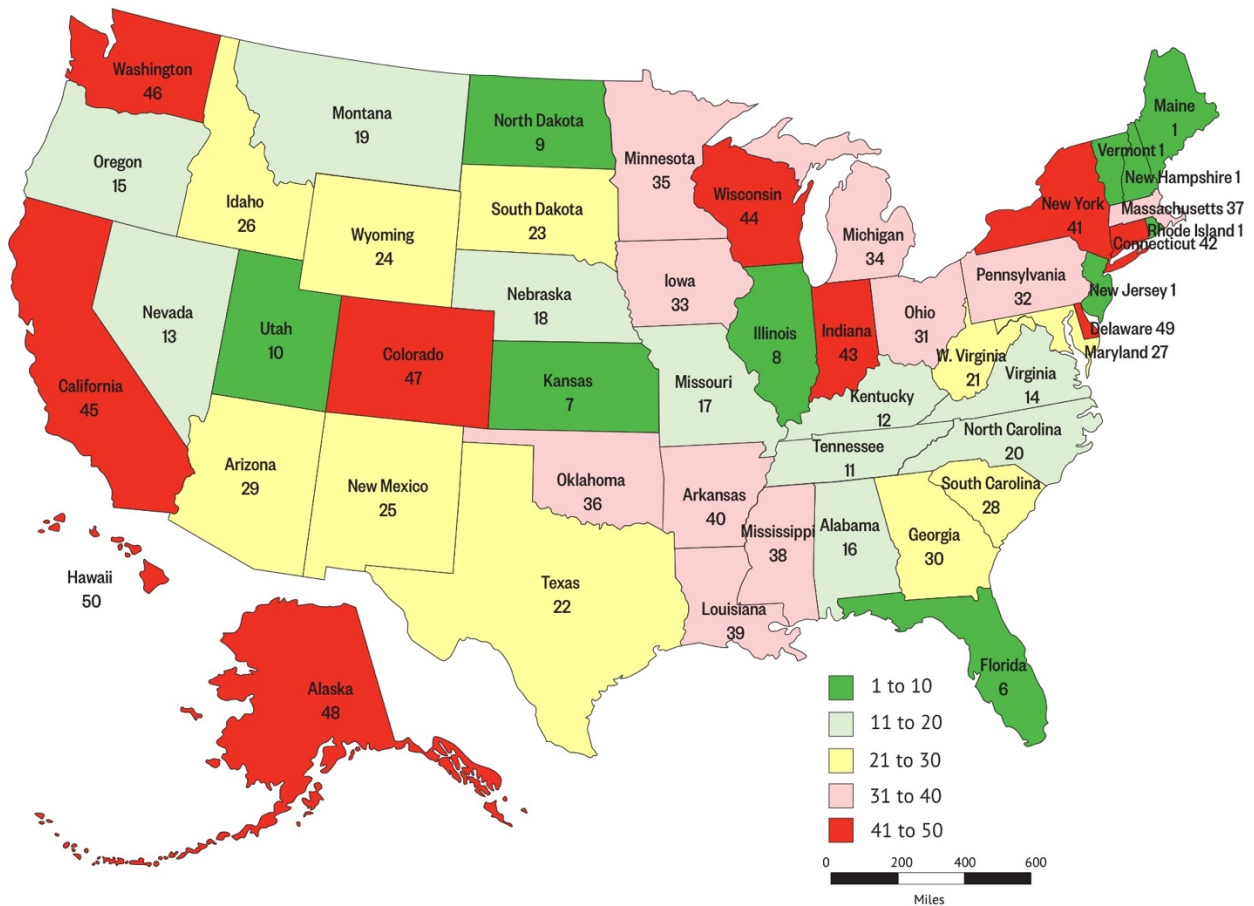 Washington
46
Oregon
15
California
45
Nevada
13
Idaho
26
Montana
19
Wyoming
24
Utah
10
Colorado
47
Arizona
29
New Mexico
25
North Dakota
9
South Dakota
23
Nebraska
18
Kansas
7
Oklahoma
36
Texas
22
Minnesota
35
Iowa
33
Missouri
17
Arkansas
40
Louisiana
39
Wisconsin
44
Illinois
8
Michigan
34
Indiana
43
Ohio
31
Kentucky
12
Tennessee
11
Mississippi
38
Alabama
16
Georgia
30
Florida
6
South Carolina
28
North Carolina
20
Virginia
14
W. Virginia
21
Pennsylvania
32
New York
41
Maine
1
Vermont 1
New Hampshire 1
Massachusetts 37
Rhode Island 1
Connecticut 42
New Jersey 1
Delaware 49
Maryland 27
Hawaii
50
Alaska
48
1 to 10
11 to 20
21 to 30
31 to 40
41 to 50
0 200 400 600
Miles